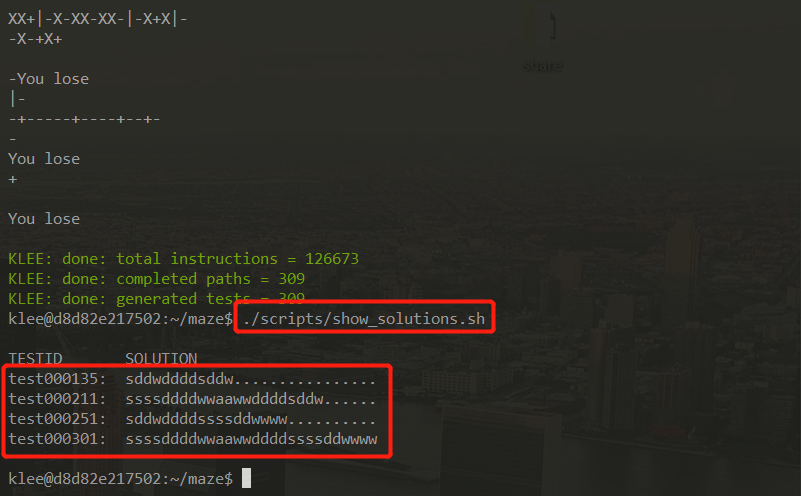 XX+|-X-XX-XX-|-X+X|-
-X-+X+
-You lose
|-
-+-----+----+--+-
-
You lose
+
You lose
KLEE: done: total instructions = 126673
KLEE: done: completed paths = 309
KLEE: done: generated tests = 309
klee@d8d82e217502:~/maze$ ./scripts/show_solutions.sh
TESTID SOLUTION
test000135: sddwddddsddw................
test000211: ssssddddwwaawwddddsddw......
test000251: sddwddddssssddwwww..........
test000301: ssssddddwwaawwddddssssddwwww
klee@d8d82e217502:~/maze$
share